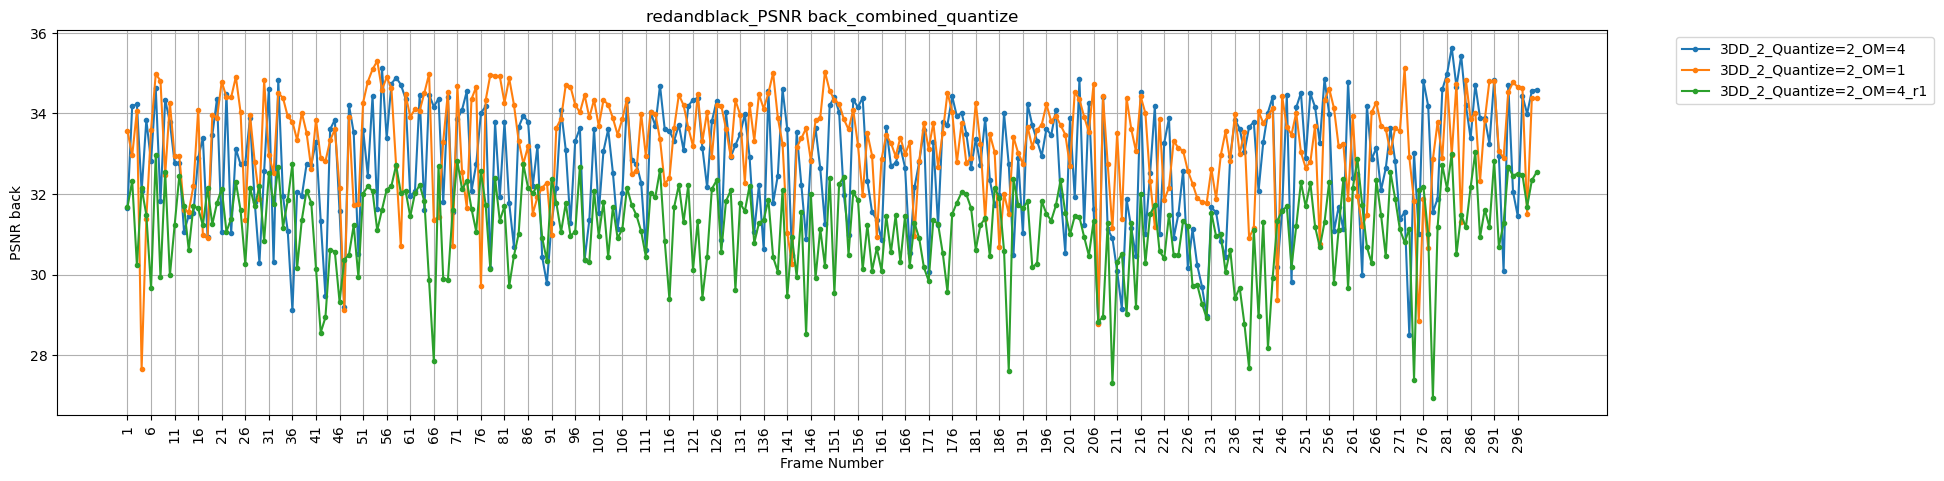 redandblack_PSNR back_combined_quantize
3DD_2_Quantize=2_OM=4
3DD_2_Quantize=2_OM=1
3DD_2_Quantize=2_OM=4_r1
PSNR back
36
34
32
30
28
1 6 11 16 21 26 31 36 41 46 51 56 61 66 71 76 81 86 91 96 101 106 111 116 121 126 131 136 141 146 151 156 161 166 171 176 181 186 191 196 201 206 211 216 221 226 231 236 241 246 251 256 261 266 271 276 281 286 291 296
Frame Number